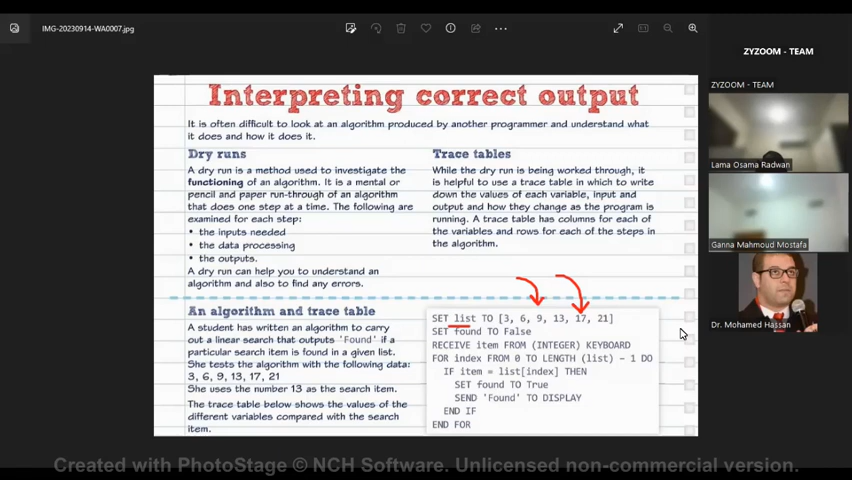 IMG-20230914-WA0007.jpg
ZYZOOM - TEAM
Interpreting correct output
It is often difficult to look at an algorithm produced by another programmer and understand what
it does and how it does it.
Dry runs
A dry run is a method used to investigate the
functioning of an algorithm. It is a mental or
pencil and paper run-through of an algorithm
that does one step at a time. The following are
examined for each step:
• the inputs needed
• the data processing
• the outputs.
A dry run can help you to understand an
algorithm and also to find any errors.
Trace tables
While the dry run is being worked through, it
is helpful to use a trace table in which to write
down the values of each variable, input and
output and how they change as the program is
running. A trace table has columns for each of
the variables and rows for each of the steps in
the algorithm.
An algorithm and trace table
A student has written an algorithm to carry
out a linear search that outputs 'Found' if a
particular search item is found in a given list.
She tests the algorithm with the following data:
3, 6, 9, 13, 17, 21
She uses the number 13 as the search item.
The trace table below shows the values of the
different variables compared with the search
item.
SET list TO [3, 6, 9, 13, 17, 21]
SET found TO False
RECEIVE item FROM (INTEGER) KEYBOARD
FOR index FROM 0 TO LENGTH (list) – 1 DO
IF item = list[index] THEN
SET found TO True
SEND 'Found' TO DISPLAY
END IF
END FOR
ZYZOOM - TEAM
Lama Osama Radwan
Ganna Mahmoud Mostafa
Dr. Mohamed Hassan
Created with PhotoStage © NCH Software. Unlicensed non-commercial version.